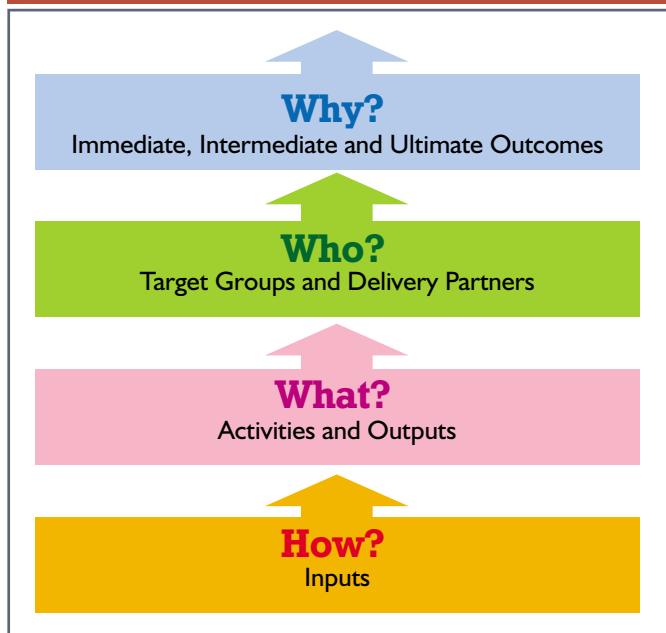 Why?
Immediate, Intermediate and Ultimate Outcomes
Who?
Target Groups and Delivery Partners
What?
Activities and Outputs
How?
Inputs